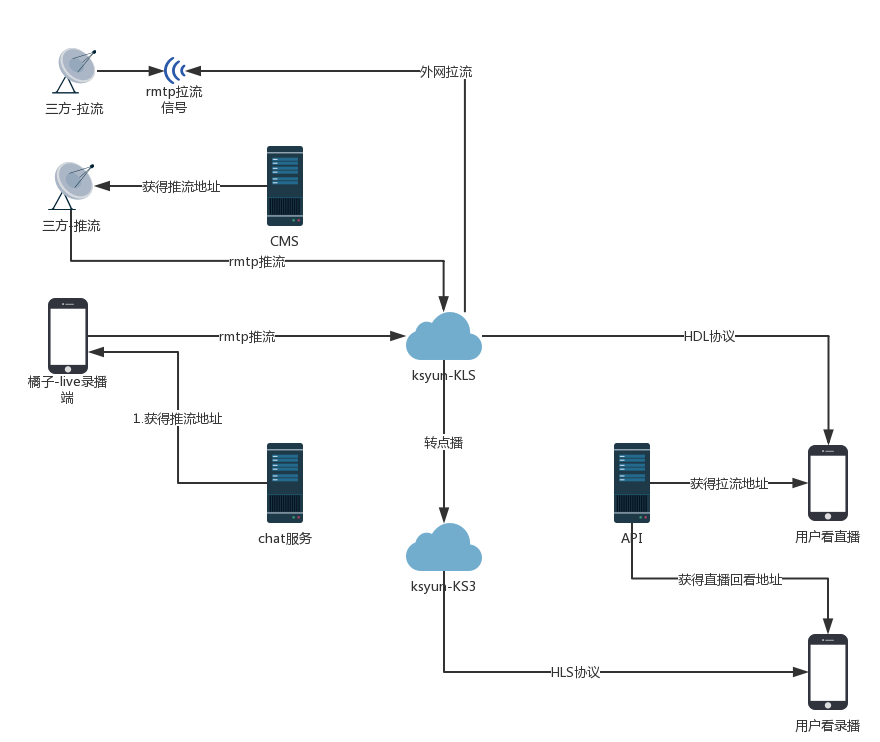 外网拉流
三方-拉流
rmtp拉流
信号
获得推流地址
三方-推流
CMS
rmtp推流
rmtp推流
HDL协议
ksyun-KLS
橘子-live录播
端
1.获得推流地址
转点播
获得拉流地址
chat服务
API
用户看直播
获得直播回看地址
ksyun-KS3
HLS协议
用户看录播